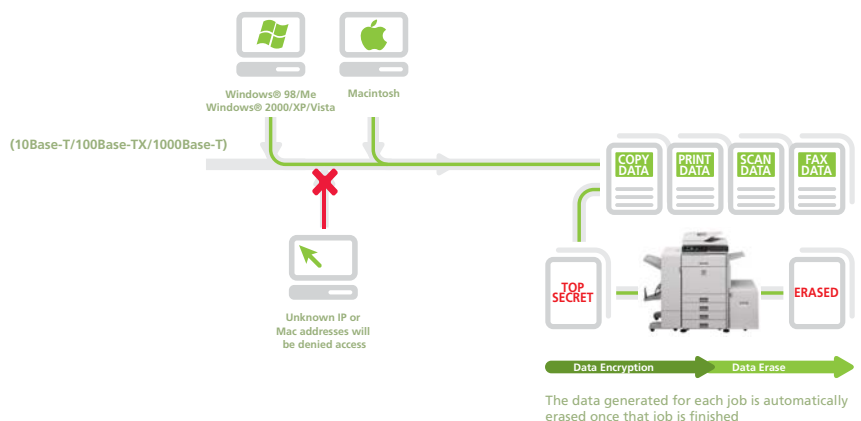 Windows® 98/Me
Windows® 2000/XP/Vista
Macintosh
(10Base-T/100Base-TX/1000Base-T)
COPY
DATA
PRINT
DATA
SCAN
DATA
FAX
DATA
TOP
SECRET
ERASED
Unknown IP or
Mac addresses will
be denied access
Data Encryption
Data Erase
The data generated for each job is automatically
erased once that job is finished